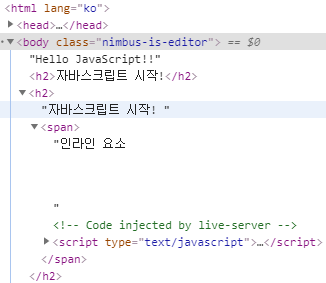 <html lang="ko">
<head>…</head>
<body class="nimbus-is-editor"> == $0
"Hello JavaScript!!"
<h2>자바스크립트 시작!</h2>
<h2>
"자바스크립트 시작! "
<span>
"인라인 요소
"
<!-- Code injected by live-server -->
<script type="text/javascript">…</script>
</span>
</h2>